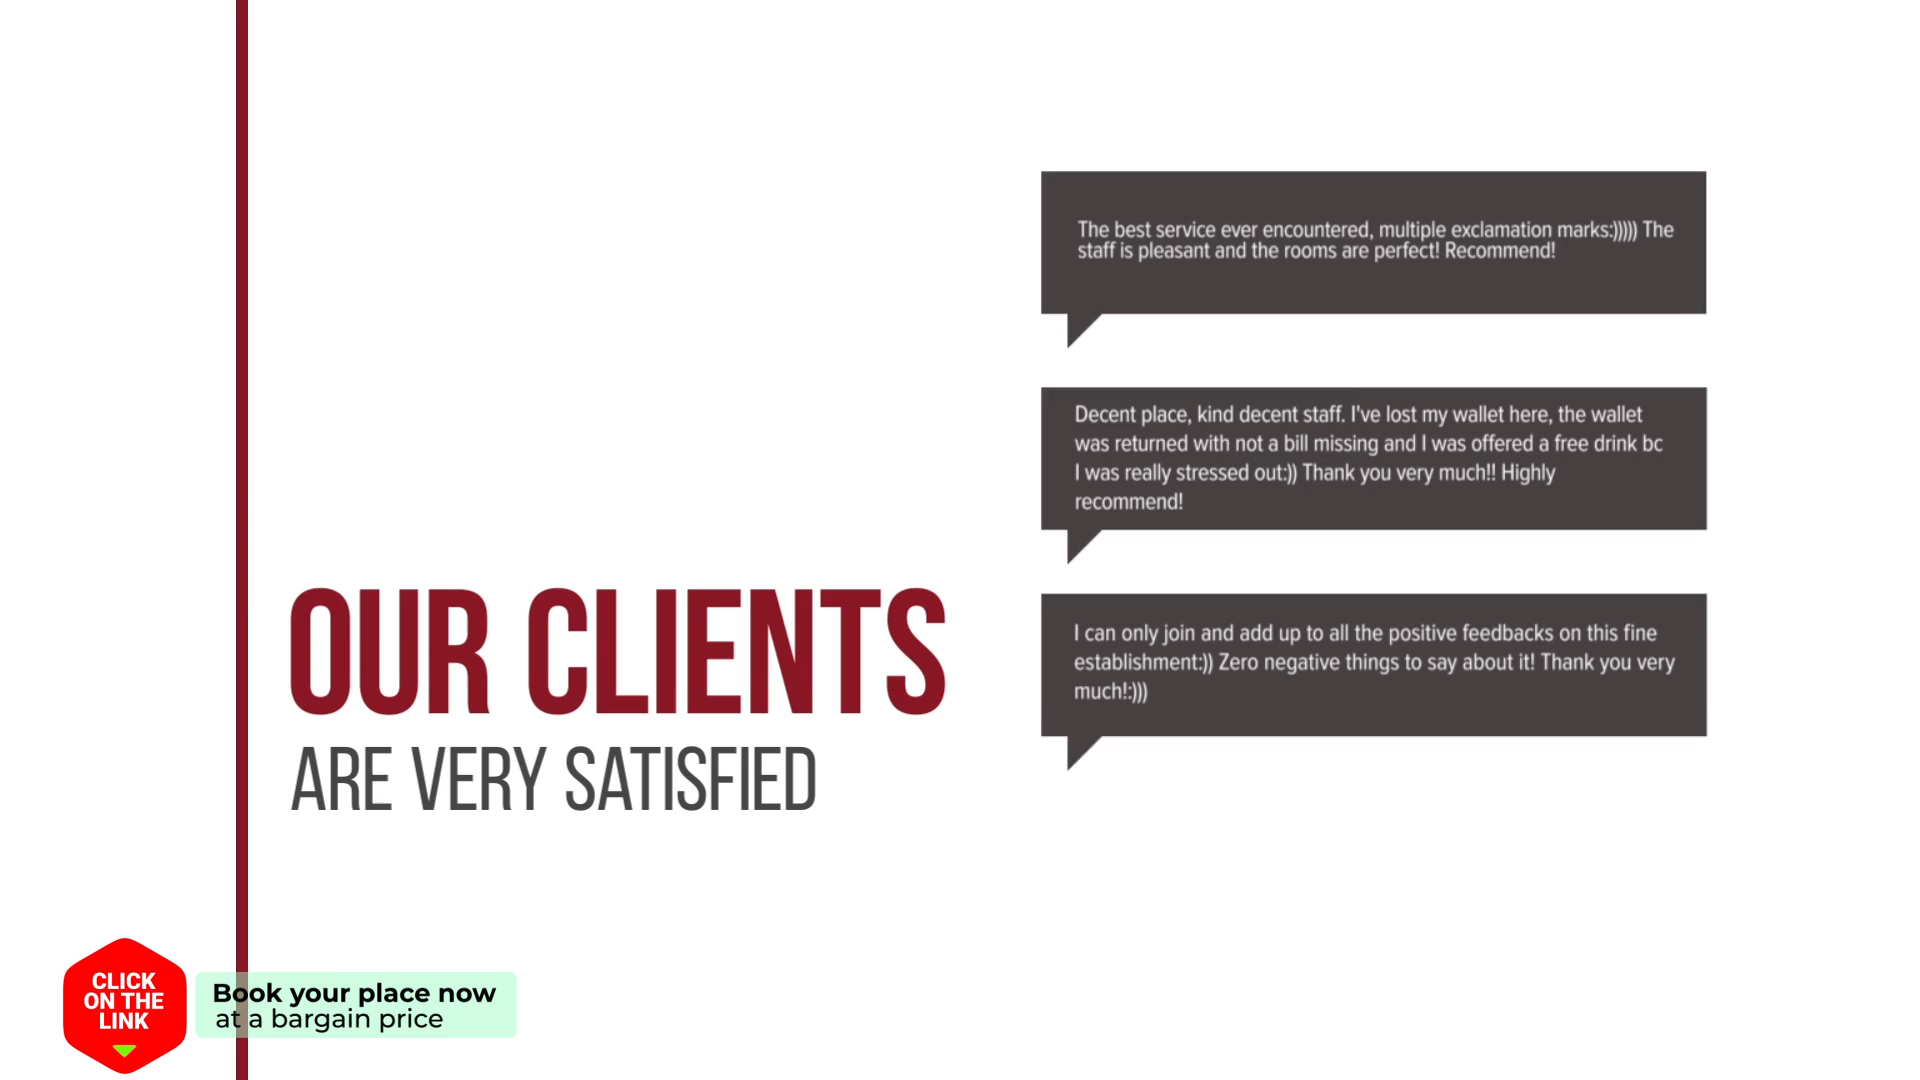 The best service ever encountered, multiple exclamation marks:))))) The
staff is pleasant and the rooms are perfect! Recommend!
Decent place, kind decent staff. I've lost my wallet here, the wallet
was returned with not a bill missing and I was offered a free drink bc
I was really stressed out:)) Thank you very much!! Highly
recommend!
I can only join and add up to all the positive feedbacks on this fine
establishment:)) Zero negative things to say about it! Thank you very
much!:)))
OUR CLIENTS
ARE VERY SATISFIED
CLICK
ON THE
LINK
Book your place now
at a bargain price